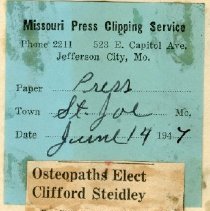 Missouri Press Clipping Service
Phone 2211 523 E. Capitol Ave.
Jefferson City, Mo.
Paper Press
Town St. Joe Mo.
Date June 14 1947
Osteopaths Elect
Clifford Steidley